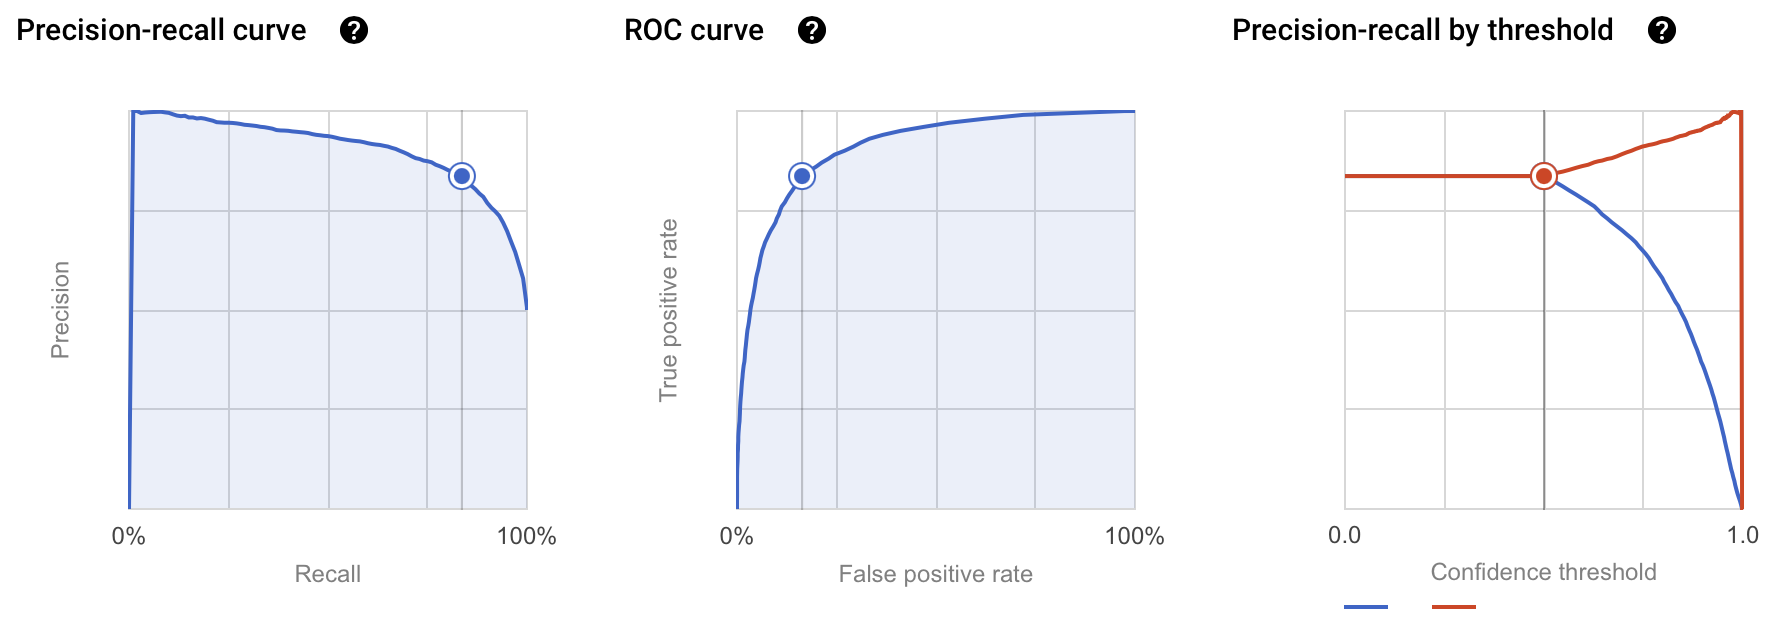 Precision-recall curve ?
Precision
0% 100%
Recall
ROC curve ?
True positive rate
0% 100%
False positive rate
Precision-recall by threshold ?
0.0 1.0
Confidence threshold